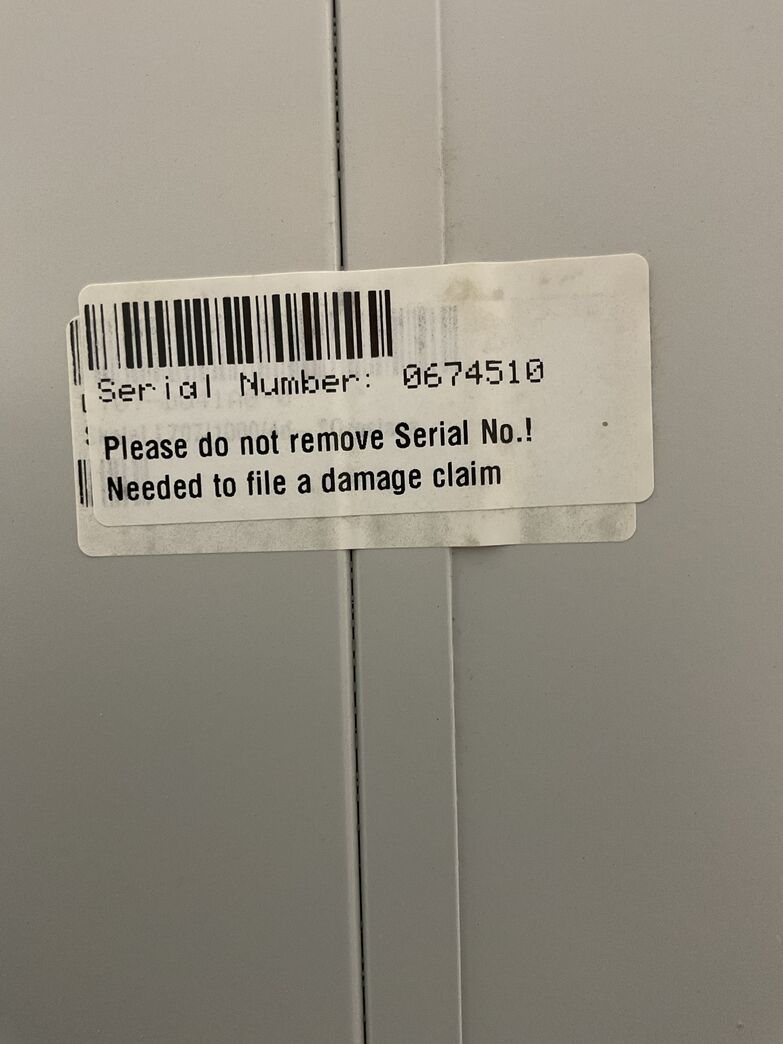 Serial Number: 0674510
Please do not remove Serial No.!
Needed to file a damage claim